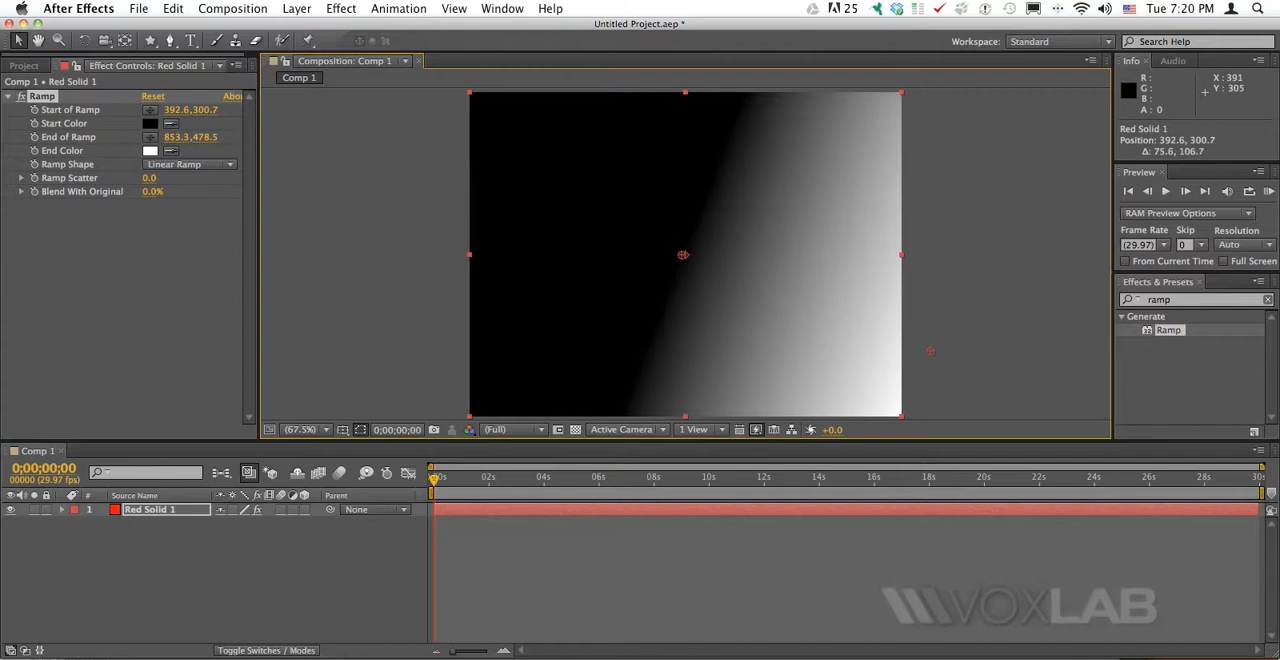 After Effects File Edit Composition Layer Effect Animation View Window Help 25 Tue 7:20 PM User
Untitled Project.aep *
Workspace: Standard Search Help
Project Effect Controls: Red Solid 1 Composition: Comp 1 Info Audio
Comp 1 • Red Solid 1 Comp 1
fx Ramp Reset Abou
Start of Ramp 392.6,300.7
Start Color
End of Ramp 853.3,478.5
End Color
Ramp Shape Linear Ramp
Ramp Scatter 0.0
Blend With Original 0.0%
R : X : 391
G : Y : 305
B :
A : 0
Red Solid 1
Position: 392.6, 300.7
Δ: 75.6, 106.7
Preview
RAM Preview Options
Frame Rate Skip Resolution
(29.97) 0 Auto
From Current Time Full Screen
Effects & Presets
ramp
Generate
Ramp
(67.5%) 0;00;00;00 (Full) Active Camera 1 View +0.0
Comp 1
0;00;00;00
00000 (29.97 fps)
02s 04s 06s 08s 10s 12s 14s 16s 18s 20s 22s 24s 26s 28s 30s
# Source Name fx Parent
1 Red Solid 1 fx None
VOXLAB
Toggle Switches / Modes